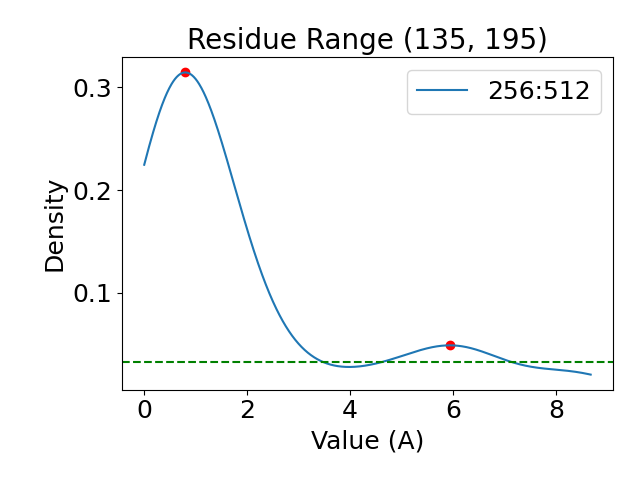 Residue Range (135, 195)
256:512
Density
0.3
0.2
0.1
0 2 4 6 8
Value (A)